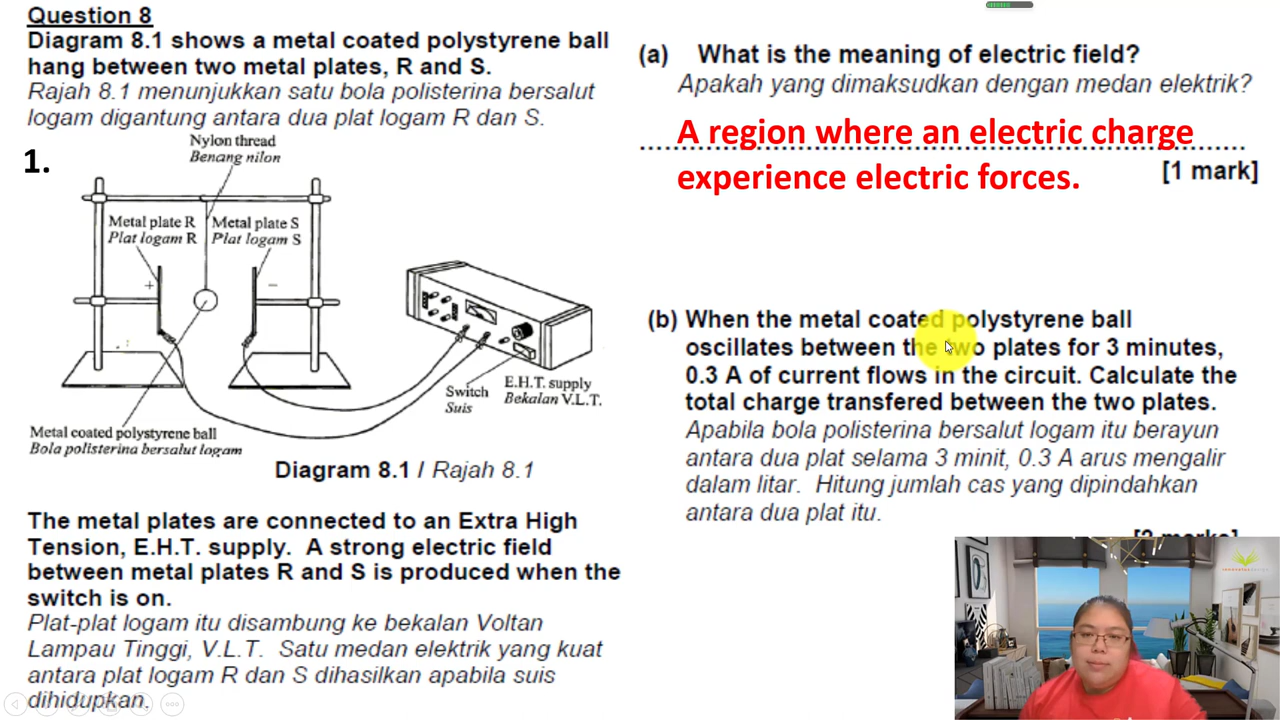 Question 8
Diagram 8.1 shows a metal coated polystyrene ball
hang between two metal plates, R and S.
Rajah 8.1 menunjukkan satu bola polisterina bersalut
logam digantung antara dua plat logam R dan S.
1.
Nylon thread
Benang nilon
Metal plate R
Plat logam R
Metal plate S
Plat logam S
+
−
Switch
Suis
E.H.T. supply
Bekalan V.L.T.
Metal coated polystyrene ball
Bola polisterina bersalut logam
Diagram 8.1 / Rajah 8.1
The metal plates are connected to an Extra High
Tension, E.H.T. supply. A strong electric field
between metal plates R and S is produced when the
switch is on.
Plat-plat logam itu disambung ke bekalan Voltan
Lampau Tinggi, V.L.T. Satu medan elektrik yang kuat
antara plat logam R dan S dihasilkan apabila suis
dihidupkan.
(a) What is the meaning of electric field?
Apakah yang dimaksudkan dengan medan elektrik?
A region where an electric charge
experience electric forces.
[1 mark]
(b) When the metal coated polystyrene ball
oscillates between the two plates for 3 minutes,
0.3 A of current flows in the circuit. Calculate the
total charge transfered between the two plates.
Apabila bola polisterina bersalut logam itu berayun
antara dua plat selama 3 minit, 0.3 A arus mengalir
dalam litar. Hitung jumlah cas yang dipindahkan
antara dua plat itu.